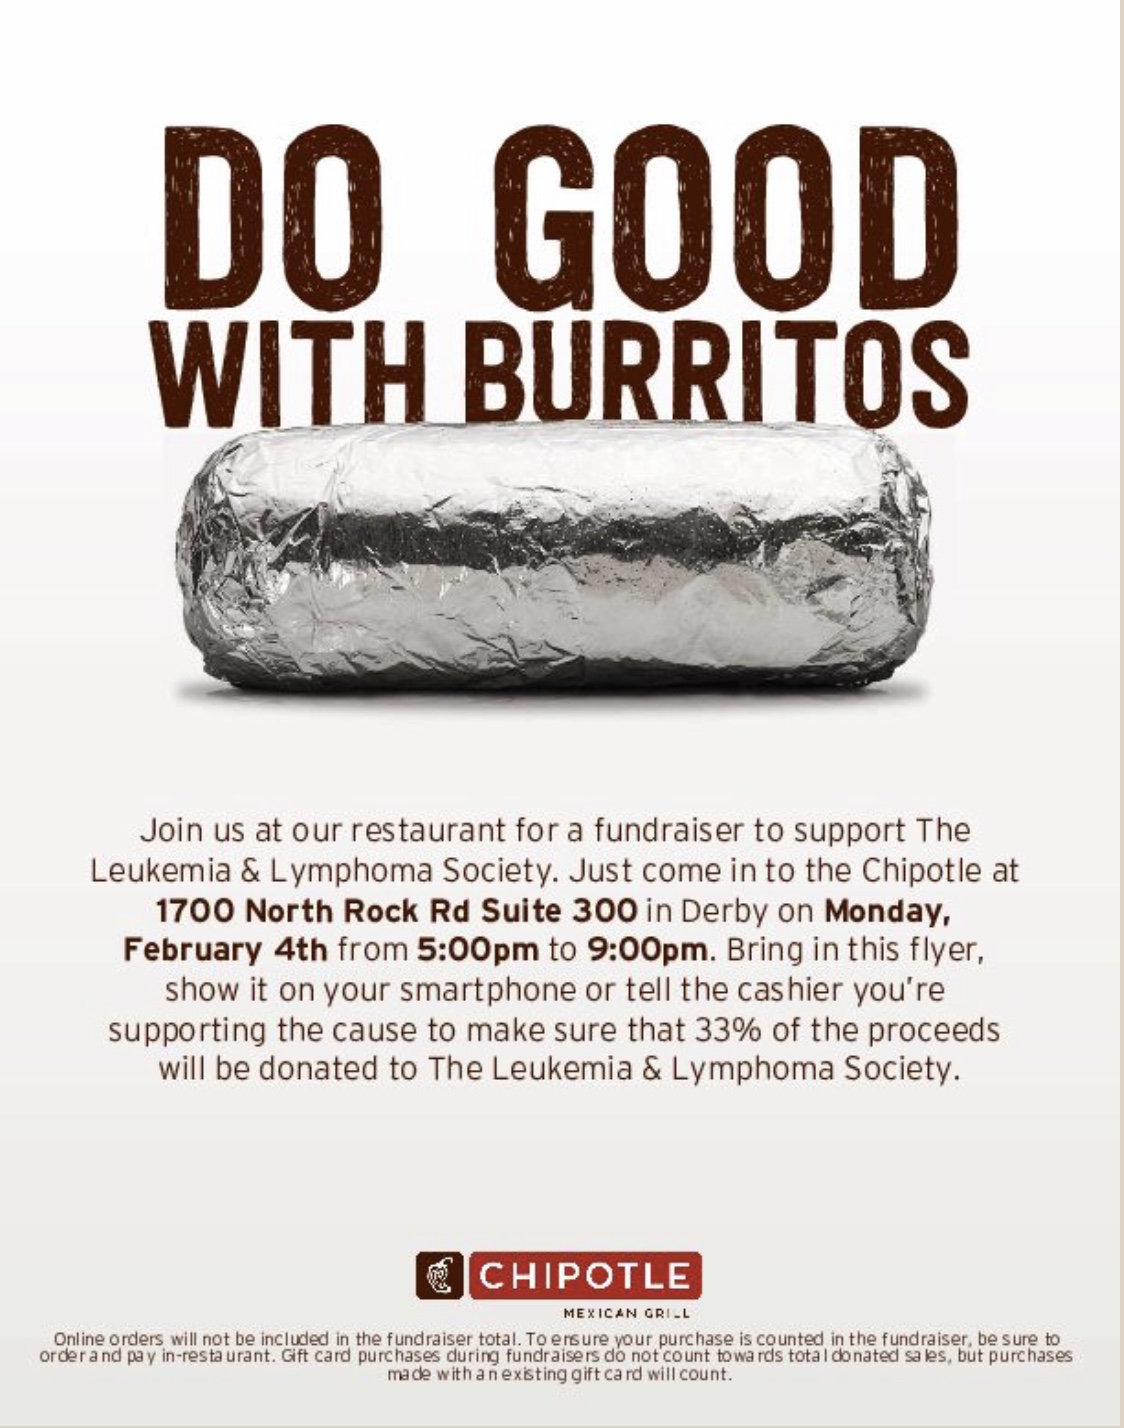 DO GOOD
WITH BURRITOS
Join us at our restaurant for a fundraiser to support The
Leukemia & Lymphoma Society. Just come in to the Chipotle at
1700 North Rock Rd Suite 300 in Derby on Monday,
February 4th from 5:00pm to 9:00pm. Bring in this flyer,
show it on your smartphone or tell the cashier you're
supporting the cause to make sure that 33% of the proceeds
will be donated to The Leukemia & Lymphoma Society.
CHIPOTLE
MEXICAN GRILL
Online orders will not be included in the fundraiser total. To ensure your purchase is counted in the fundraiser, be sure to
order and pay in-restaurant. Gift card purchases during fundraisers do not count towards total donated sales, but purchases
made with an existing gift card will count.